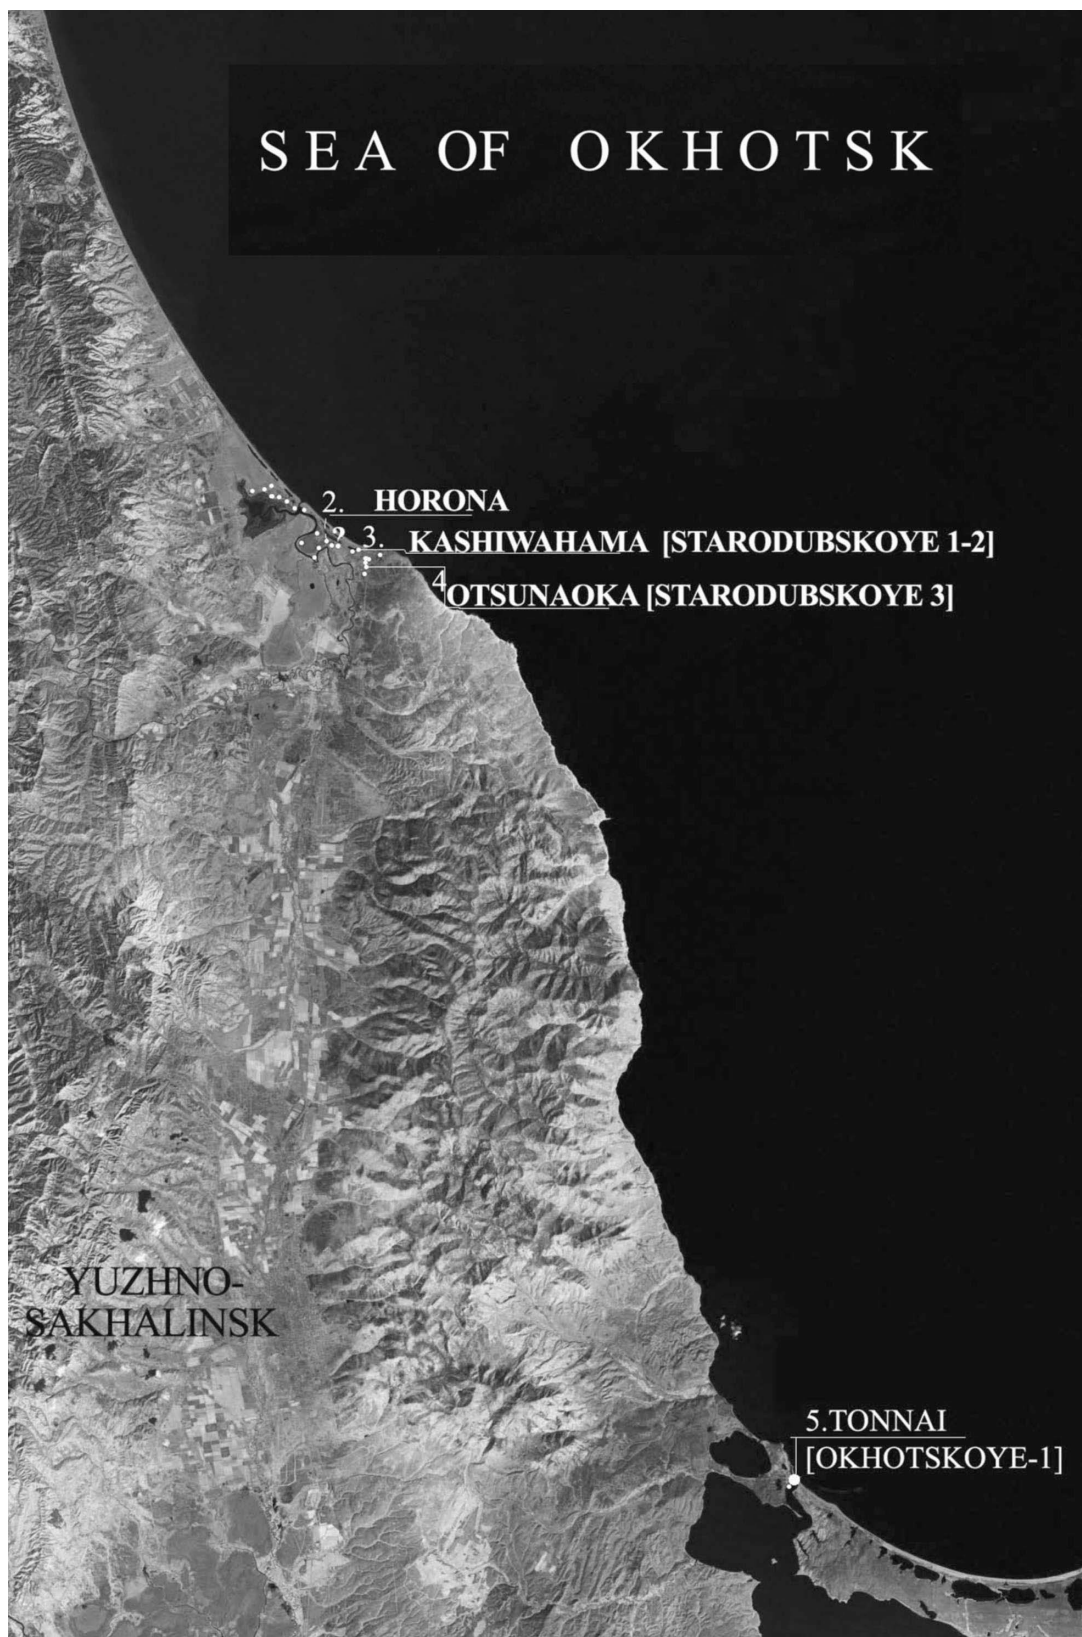 SEA OF OKHOTSK
2. HORONA
?
3. KASHIWAHAMA [STARODUBSKOYE 1-2]
4 OTSUNAOKA [STARODUBSKOYE 3]
YUZHNO-
SAKHALINSK
5.TONNAI
[OKHOTSKOYE-1]